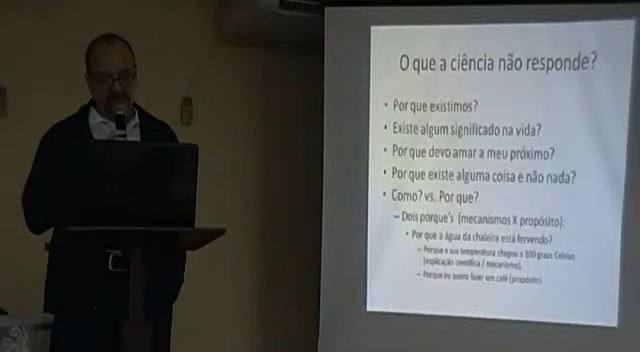 O que a ciência não responde?
• Por que existimos?
• Existe algum significado na vida?
• Por que devo amar a meu próximo?
• Por que existe alguma coisa e não nada?
• Como? vs. Por que?
– Dois porque's (mecanismos X propósito):
• Por que a água da chaleira está fervendo?
– Porque a sua temperatura chegou a 100 graus Celsius
(explicação científica / mecanismo).
– Porque eu quero fazer um café (propósito).